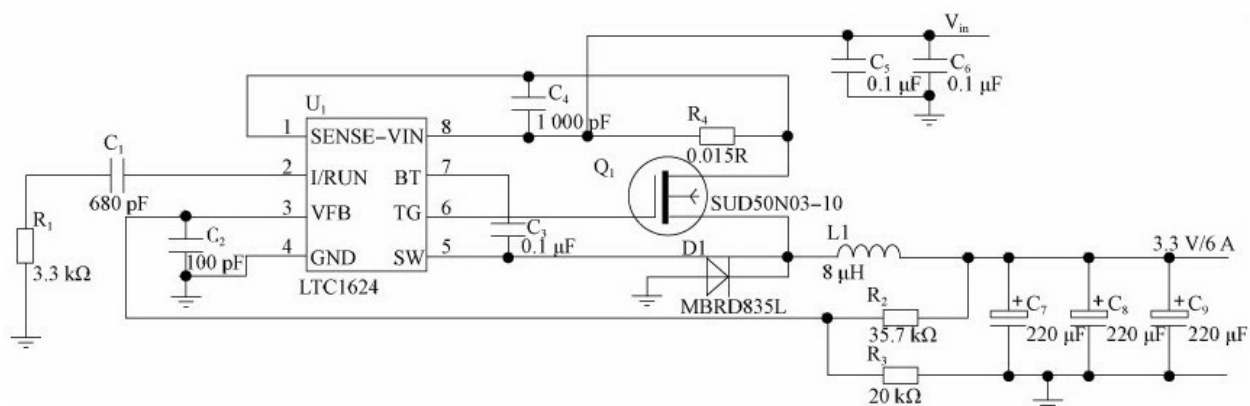 V_in
C₅
0.1 μF
C₆
0.1 μF
C₄
1 000 pF
U₁
1
SENSE-VIN
8
R₄
0.015R
C₁
680 pF
2
I/RUN
BT
7
Q₁
SUD50N03-10
3
VFB
TG
6
R₁
3.3 kΩ
C₂
100 pF
C₃
0.1 μF
4
GND
SW
5
LTC1624
D1
MBRD835L
L1
8 μH
3.3 V/6 A
R₂
35.7 kΩ
R₃
20 kΩ
+
C₇
220 μF
+
C₈
220 μF
+
C₉
220 μF